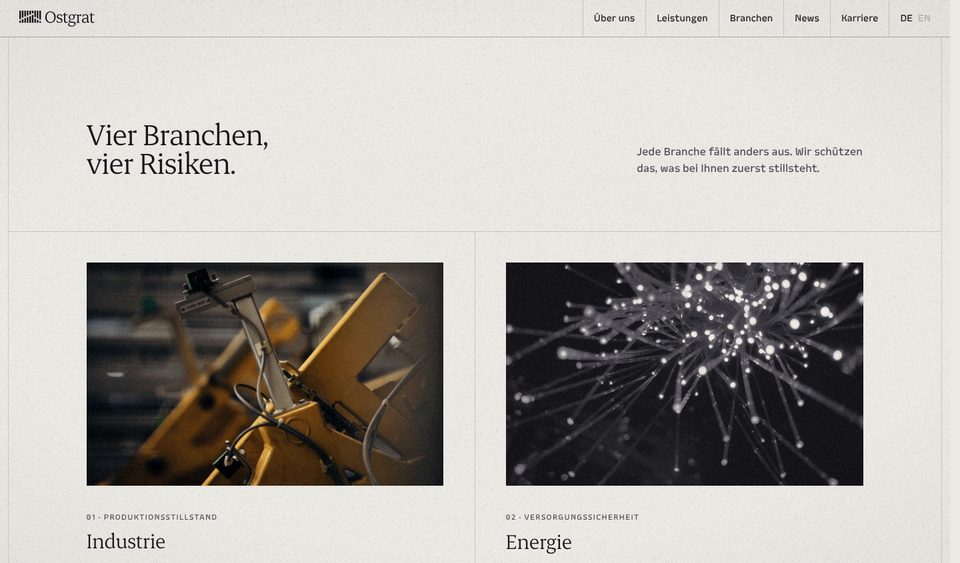 Ostgrat
Über uns
Leistungen
Branchen
News
Karriere
DE EN
Vier Branchen,
vier Risiken.
Jede Branche fällt anders aus. Wir schützen
das, was bei Ihnen zuerst stillsteht.
01 · PRODUKTIONSSTILLSTAND
Industrie
02 · VERSORGUNGSSICHERHEIT
Energie